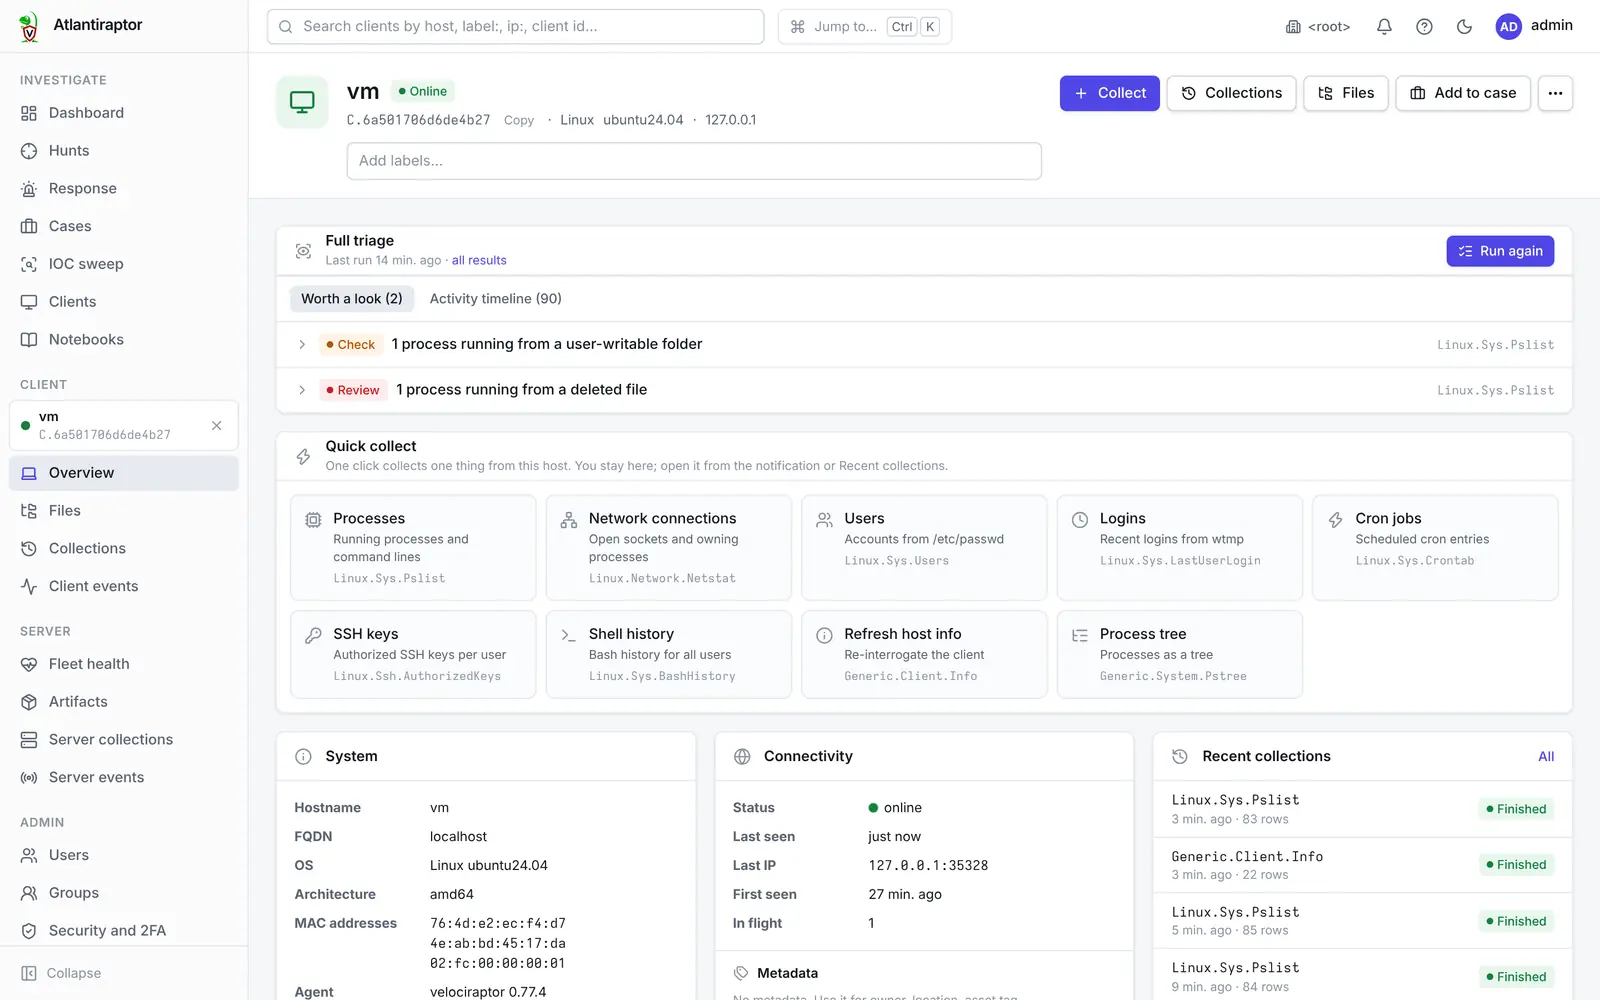 Atlantiraptor
Search clients by host, label:, ip:, client id...
Jump to... Ctrl K
<root>
AD admin
INVESTIGATE
Dashboard
Hunts
Response
Cases
IOC sweep
Clients
Notebooks
CLIENT
vm
C.6a501706d6de4b27
Overview
Files
Collections
Client events
SERVER
Fleet health
Artifacts
Server collections
Server events
ADMIN
Users
Groups
Security and 2FA
Collapse
vm Online
C.6a501706d6de4b27 Copy · Linux ubuntu24.04 · 127.0.0.1
Add labels...
Collect
Collections
Files
Add to case
Full triage
Last run 14 min. ago · all results
Run again
Worth a look (2) Activity timeline (90)
Check 1 process running from a user-writable folder Linux.Sys.Pslist
Review 1 process running from a deleted file Linux.Sys.Pslist
Quick collect
One click collects one thing from this host. You stay here; open it from the notification or Recent collections.
Processes
Running processes and
command lines
Linux.Sys.Pslist
Network connections
Open sockets and owning
processes
Linux.Network.Netstat
Users
Accounts from /etc/passwd
Linux.Sys.Users
Logins
Recent logins from wtmp
Linux.Sys.LastUserLogin
Cron jobs
Scheduled cron entries
Linux.Sys.Crontab
SSH keys
Authorized SSH keys per user
Linux.Ssh.AuthorizedKeys
Shell history
Bash history for all users
Linux.Sys.BashHistory
Refresh host info
Re-interrogate the client
Generic.Client.Info
Process tree
Processes as a tree
Generic.System.Pstree
System
Hostname vm
FQDN localhost
OS Linux ubuntu24.04
Architecture amd64
MAC addresses 76:4d:e2:ec:f4:d7
4e:ab:bd:45:17:da
02:fc:00:00:00:01
Agent velociraptor 0.77.4
Connectivity
Status online
Last seen just now
Last IP 127.0.0.1:35328
First seen 27 min. ago
In flight 1
Metadata
No metadata. Use it for owner, location, asset tag
Recent collections All
Linux.Sys.Pslist
3 min. ago · 83 rows
Finished
Generic.Client.Info
3 min. ago · 22 rows
Finished
Linux.Sys.Pslist
5 min. ago · 85 rows
Finished
Linux.Sys.Pslist
9 min. ago · 84 rows
Finished